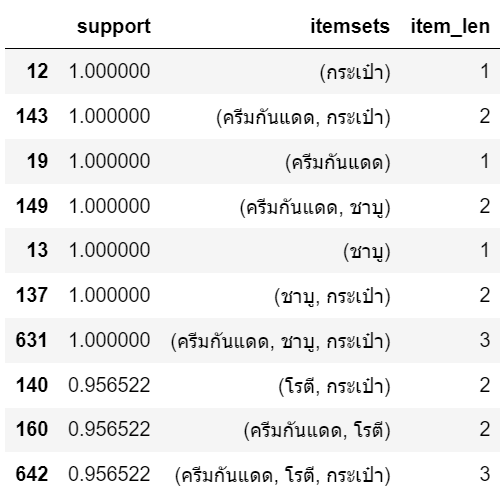 support itemsets item_len
12 1.000000 (กระเป๋า) 1
143 1.000000 (ครีมกันแดด, กระเป๋า) 2
19 1.000000 (ครีมกันแดด) 1
149 1.000000 (ครีมกันแดด, ชาบู) 2
13 1.000000 (ชาบู) 1
137 1.000000 (ชาบู, กระเป๋า) 2
631 1.000000 (ครีมกันแดด, ชาบู, กระเป๋า) 3
140 0.956522 (โรตี, กระเป๋า) 2
160 0.956522 (ครีมกันแดด, โรตี) 2
642 0.956522 (ครีมกันแดด, โรตี, กระเป๋า) 3